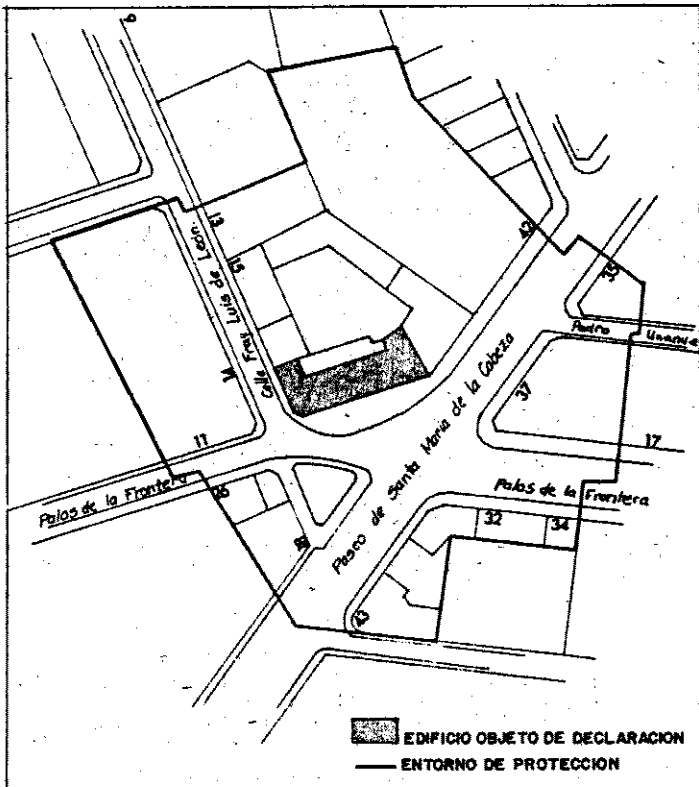 9
13
15
Calle Fray Luis de León
14
42
35
Pedro Unanue
37
17
11
Palos de la Frontera
26
Paseo de Santa María de la Cabeza
Palos de la Frontera
32
34
43
EDIFICIO OBJETO DE DECLARACION
ENTORNO DE PROTECCION